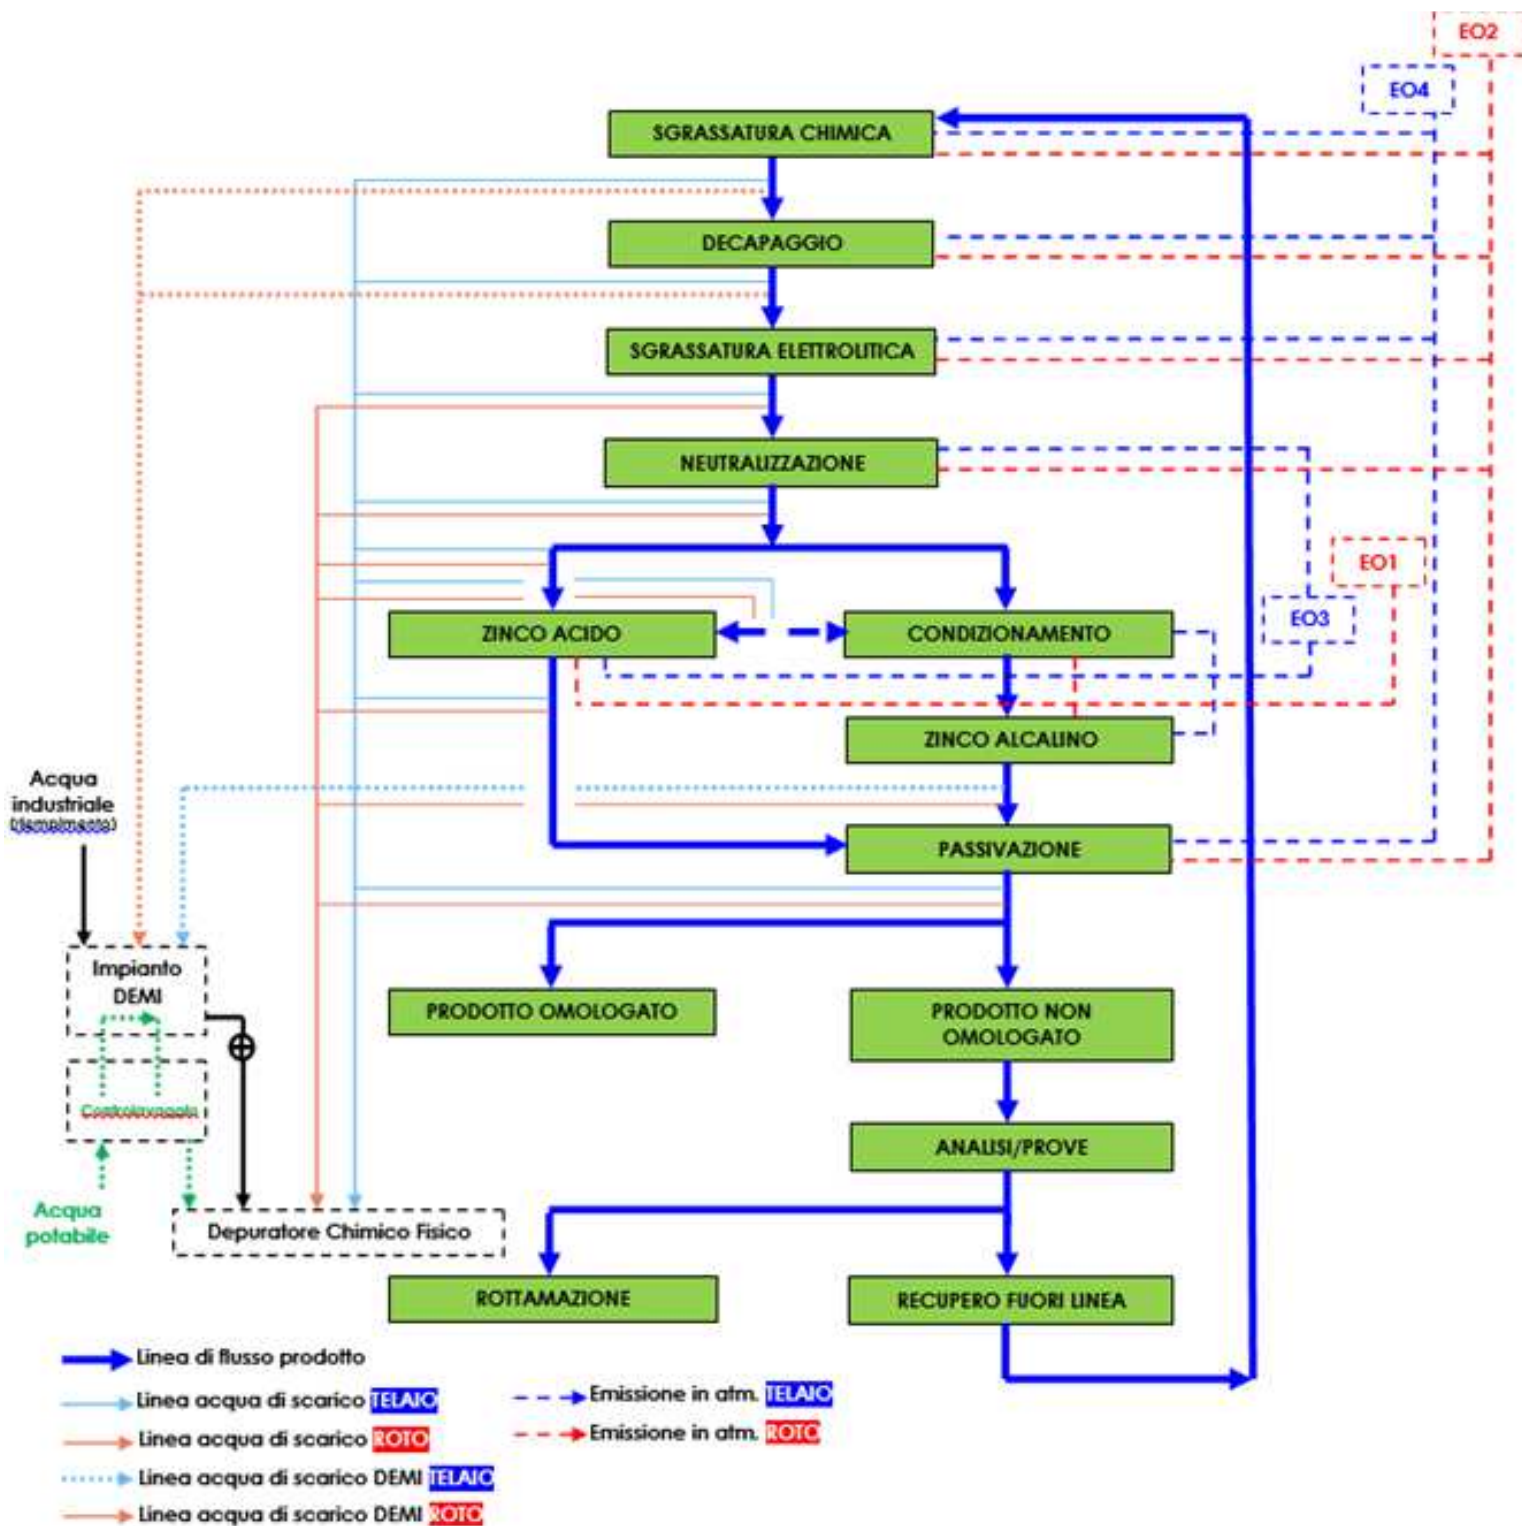 EO2
EO4
SGRASSATURA CHIMICA
DECAPAGGIO
SGRASSATURA ELETTROLITICA
NEUTRALIZZAZIONE
EO1
EO3
ZINCO ACIDO
CONDIZIONAMENTO
ZINCO ALCALINO
Acqua
industriale
PASSIVAZIONE
Impianto
DEMI
PRODOTTO OMOLOGATO
PRODOTTO NON
OMOLOGATO
Controlavaggio
ANALISI/PROVE
Acqua
potabile
Depuratore Chimico Fisico
ROTTAMAZIONE
RECUPERO FUORI LINEA
Linea di flusso prodotto
Linea acqua di scarico TELAIO
Linea acqua di scarico ROTO
Linea acqua di scarico DEMI TELAIO
Linea acqua di scarico DEMI ROTO
Emissione in atm. TELAIO
Emissione in atm. ROTO